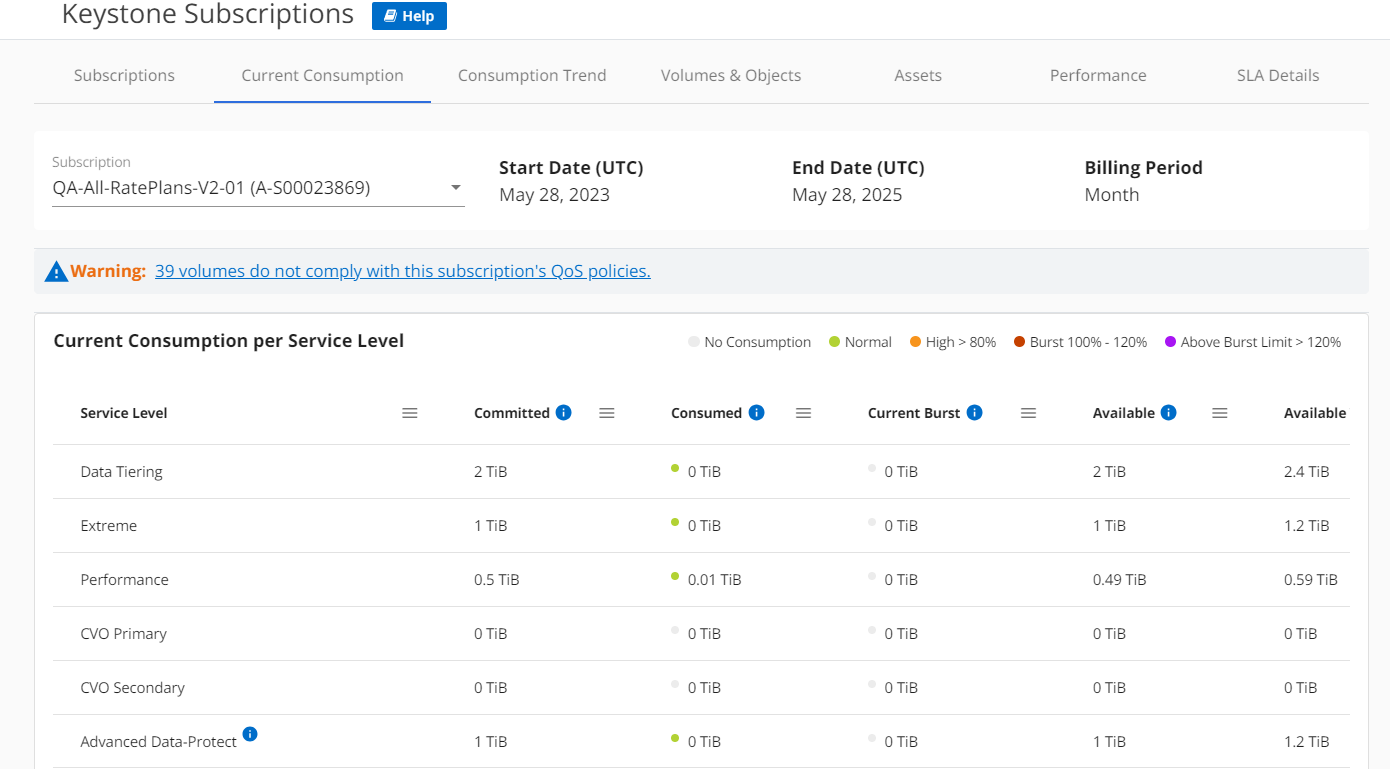 Keystone Subscriptions Help
Subscriptions Current Consumption Consumption Trend Volumes & Objects Assets Performance SLA Details
Subscription
QA-All-RatePlans-V2-01 (A-S00023869)
Start Date (UTC)
May 28, 2023
End Date (UTC)
May 28, 2025
Billing Period
Month
Warning: 39 volumes do not comply with this subscription's QoS policies.
Current Consumption per Service Level
No Consumption Normal High > 80% Burst 100% - 120% Above Burst Limit > 120%
Service Level Committed Consumed Current Burst Available Available
Data Tiering 2 TiB 0 TiB 0 TiB 2 TiB 2.4 TiB
Extreme 1 TiB 0 TiB 0 TiB 1 TiB 1.2 TiB
Performance 0.5 TiB 0.01 TiB 0 TiB 0.49 TiB 0.59 TiB
CVO Primary 0 TiB 0 TiB 0 TiB 0 TiB 0 TiB
CVO Secondary 0 TiB 0 TiB 0 TiB 0 TiB 0 TiB
Advanced Data-Protect 1 TiB 0 TiB 0 TiB 1 TiB 1.2 TiB